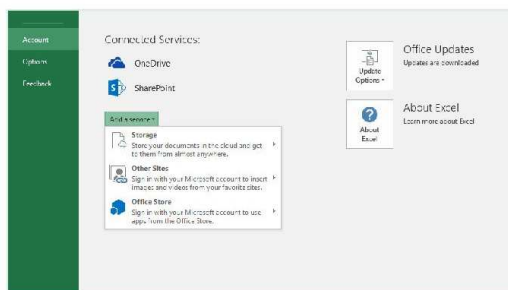 Account
Options
Feedback
Connected Services:
OneDrive
SharePoint
Add a service
Storage
Store your documents in the cloud and get
to them from almost anywhere.
Other Sites
Sign in with your Microsoft account to insert
images and videos from your favorite sites.
Office Store
Sign in with your Microsoft account to use
apps from the Office Store.
Update
Options
Office Updates
Updates are downloaded
About
Excel
About Excel
Learn more about Excel